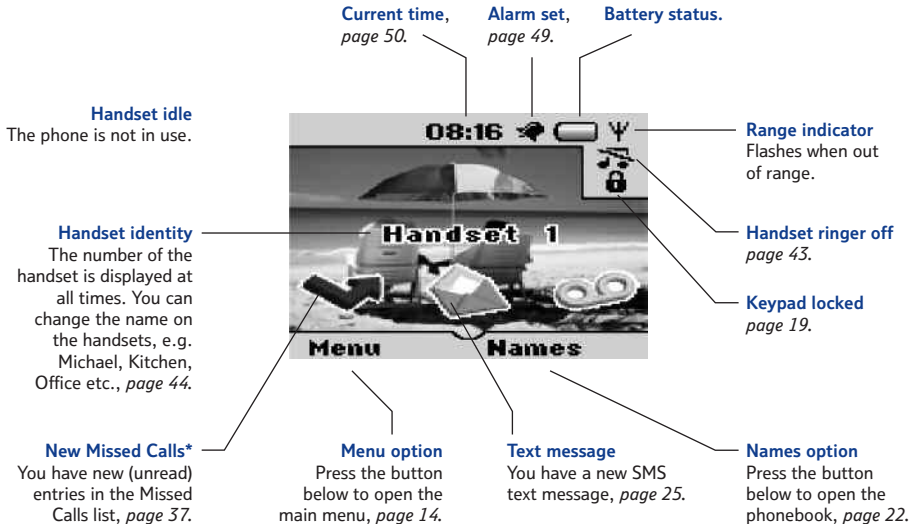 Current time,
page 50.
Alarm set,
page 49.
Battery status.
Handset idle
The phone is not in use.
08:16
Range indicator
Flashes when out
of range.
Handset identity
The number of the
handset is displayed at
all times. You can
change the name on
the handsets, e.g.
Michael, Kitchen,
Office etc., page 44.
Handset 1
Handset ringer off
page 43.
Keypad locked
page 19.
Menu
Names
New Missed Calls*
You have new (unread)
entries in the Missed
Calls list, page 37.
Menu option
Press the button
below to open the
main menu, page 14.
Text message
You have a new SMS
text message, page 25.
Names option
Press the button
below to open the
phonebook, page 22.